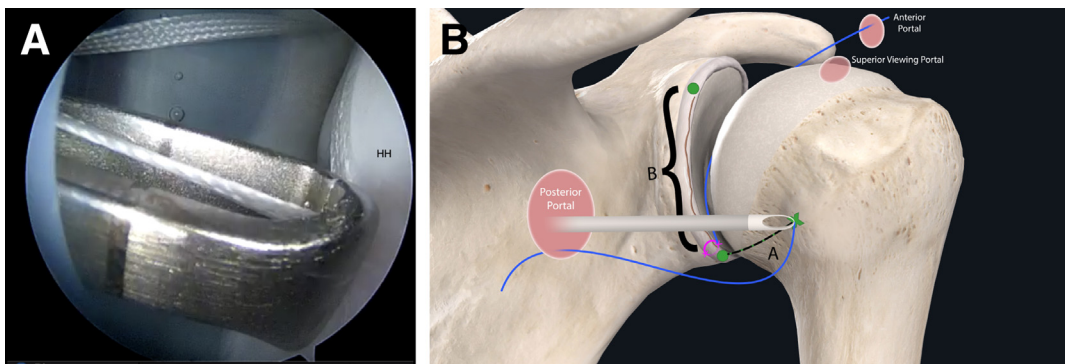 A
HH
B
Anterior
Portal
Superior Viewing Portal
B
Posterior
Portal
A